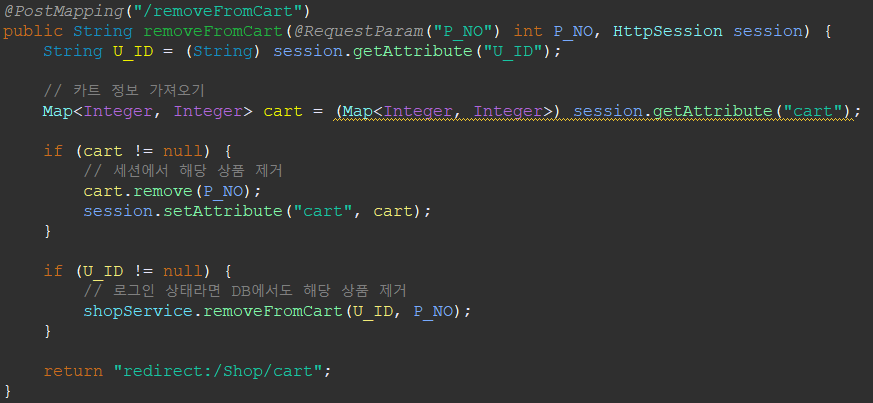 @PostMapping("/removeFromCart")
public String removeFromCart(@RequestParam("P_NO") int P_NO, HttpSession session) {
    String U_ID = (String) session.getAttribute("U_ID");

    // 카트 정보 가져오기
    Map<Integer, Integer> cart = (Map<Integer, Integer>) session.getAttribute("cart");

    if (cart != null) {
        // 세션에서 해당 상품 제거
        cart.remove(P_NO);
        session.setAttribute("cart", cart);
    }

    if (U_ID != null) {
        // 로그인 상태라면 DB에서도 해당 상품 제거
        shopService.removeFromCart(U_ID, P_NO);
    }

    return "redirect:/Shop/cart";
}